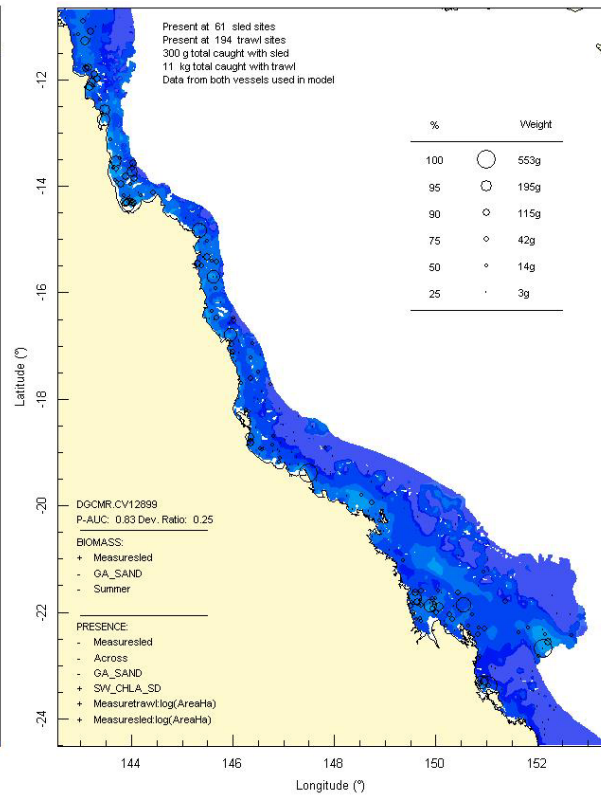 Present at 61 sled sites
Present at 194 trawl sites
300 g total caught with sled
11 kg total caught with trawl
Data from both vessels used in model
% Weight
100 553g
95 195g
90 115g
75 42g
50 14g
25 3g
-12
-14
-16
-18
-20
-22
-24
Latitude (°)
DGCMR.CV12899
P-AUC: 0.83 Dev. Ratio: 0.25
BIOMASS:
+ Measuresled
- GA_SAND
- Summer
PRESENCE:
- Measuresled
- Across
- GA_SAND
+ SW_CHLA_SD
+ Measuretrawl:log(AreaHa)
+ Measuresled:log(AreaHa)
144 146 148 150 152
Longitude (°)